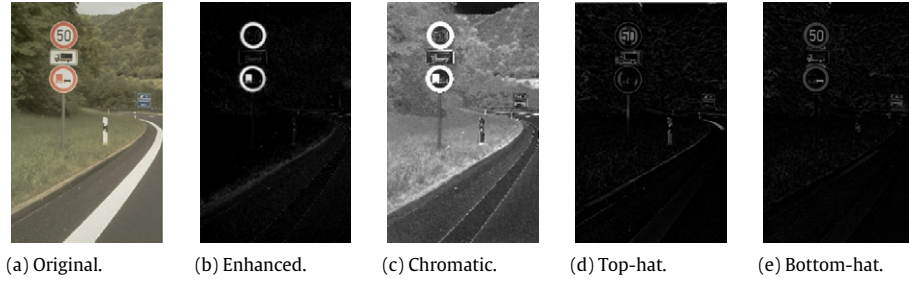 50
50
50
50
(a) Original.
(b) Enhanced.
(c) Chromatic.
(d) Top-hat.
(e) Bottom-hat.